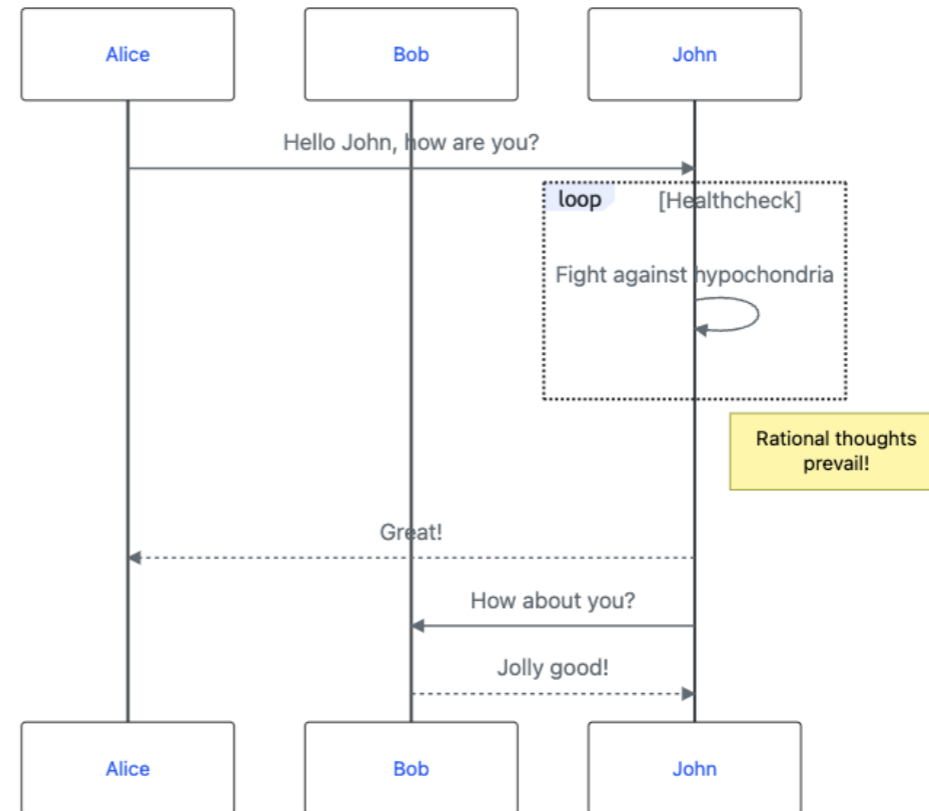 Alice
Bob
John
Hello John, how are you?
loop
[Healthcheck]
Fight against hypochondria
Rational thoughts
prevail!
Great!
How about you?
Jolly good!
Alice
Bob
John